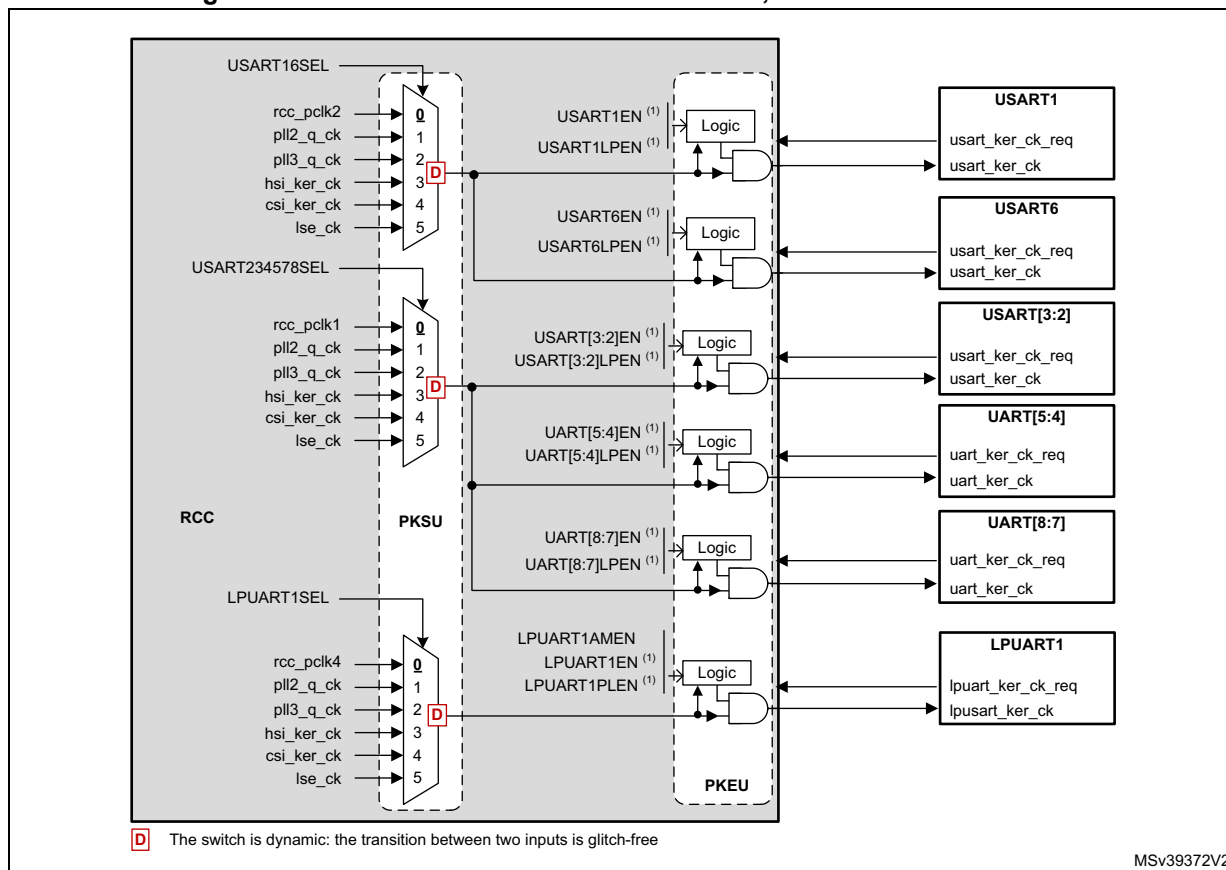 USART16SEL
rcc_pclk2
pll2_q_ck
pll3_q_ck
hsi_ker_ck
csi_ker_ck
lse_ck
0
1
2
3
4
5
D
USART234578SEL
rcc_pclk1
pll2_q_ck
pll3_q_ck
hsi_ker_ck
csi_ker_ck
lse_ck
0
1
2
3
4
5
D
RCC
PKSU
LPUART1SEL
rcc_pclk4
pll2_q_ck
pll3_q_ck
hsi_ker_ck
csi_ker_ck
lse_ck
0
1
2
3
4
5
D
USART1EN (1)
USART1LPEN (1)
Logic
USART6EN (1)
USART6LPEN (1)
Logic
USART[3:2]EN (1)
USART[3:2]LPEN (1)
Logic
UART[5:4]EN (1)
UART[5:4]LPEN (1)
Logic
UART[8:7]EN (1)
UART[8:7]LPEN (1)
Logic
LPUART1AMEN
LPUART1EN (1)
LPUART1PLEN (1)
Logic
PKEU
USART1
usart_ker_ck_req
usart_ker_ck
USART6
usart_ker_ck_req
usart_ker_ck
USART[3:2]
usart_ker_ck_req
usart_ker_ck
UART[5:4]
uart_ker_ck_req
uart_ker_ck
UART[8:7]
uart_ker_ck_req
uart_ker_ck
LPUART1
lpuart_ker_ck_req
lpusart_ker_ck
D The switch is dynamic: the transition between two inputs is glitch-free
MSv39372V2